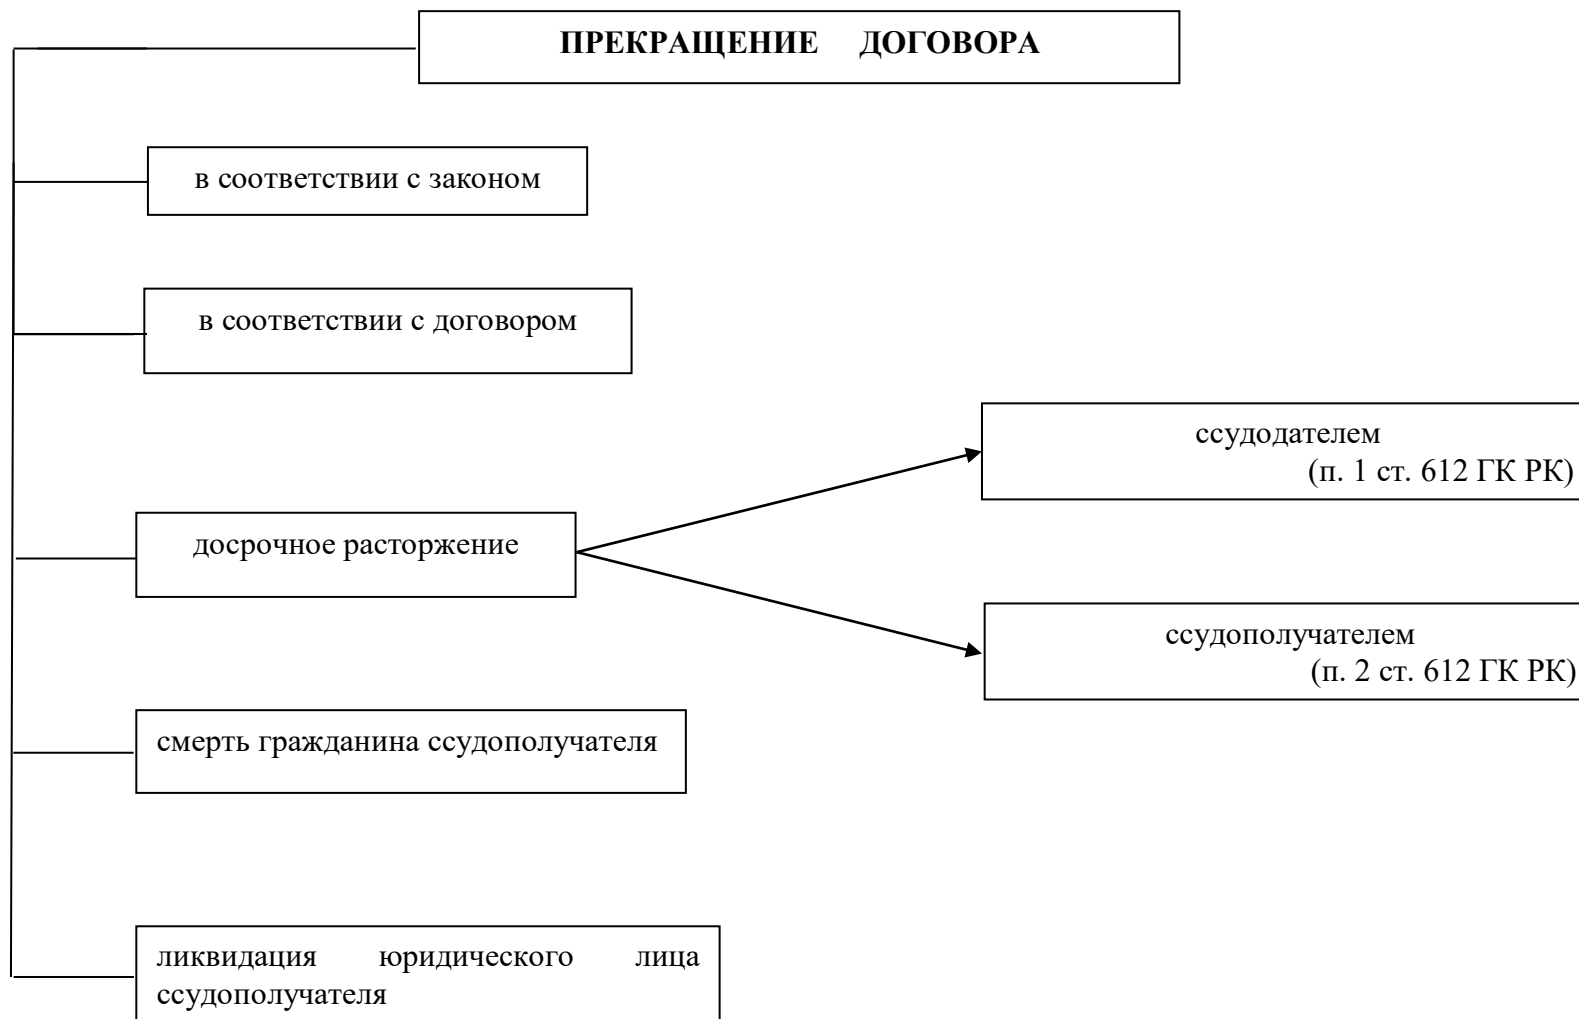 ПРЕКРАЩЕНИЕ ДОГОВОРА
в соответствии с законом
в соответствии с договором
ссудодателем
(п. 1 ст. 612 ГК РК)
досрочное расторжение
ссудополучателем
(п. 2 ст. 612 ГК РК)
смерть гражданина ссудополучателя
ликвидация юридического лица
ссудополучателя